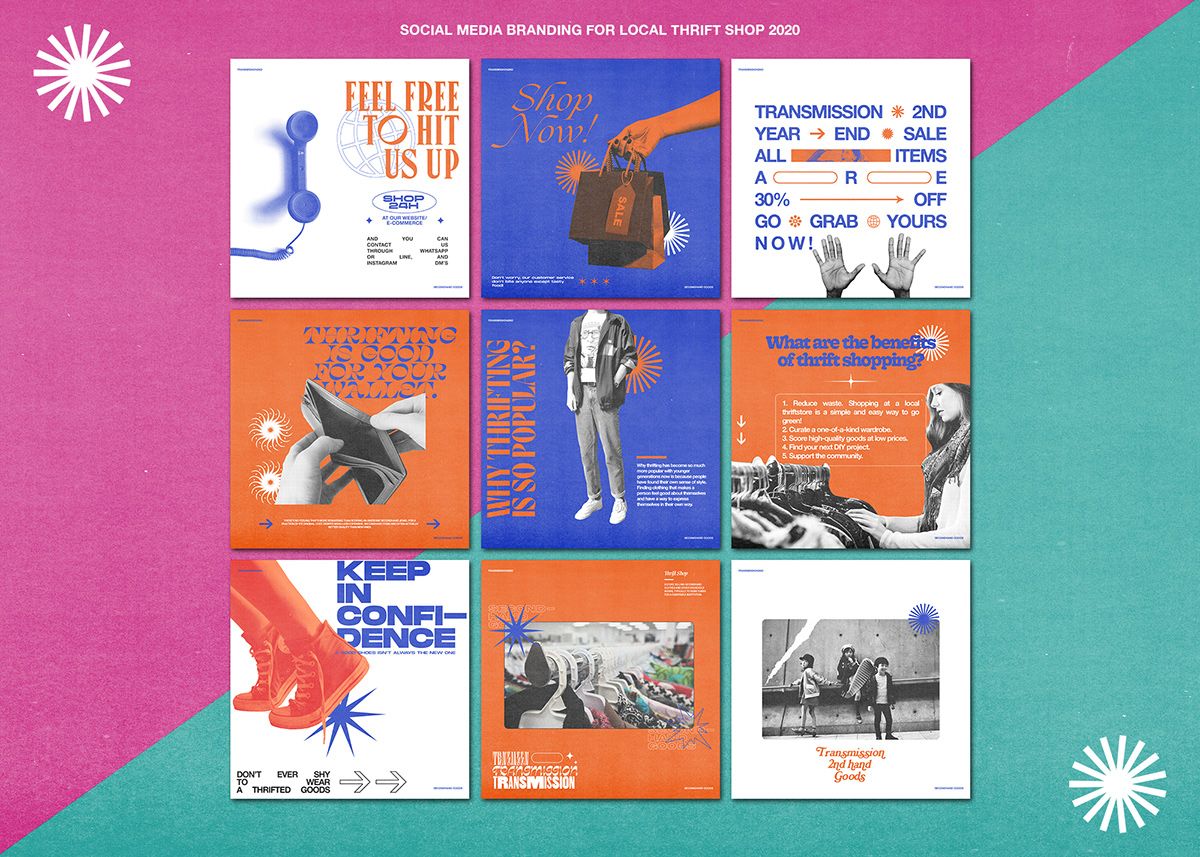 SOCIAL MEDIA BRANDING FOR LOCAL THRIFT SHOP 2020
FEEL FREE
TO HIT
US UP
SHOP
24H
AT OUR WEBSITE/
E-COMMERCE
AND YOU CAN
CONTACT US
THROUGH WHATSAPP
OR LINE, AND
INSTAGRAM DM'S
SECONDHAND GOODS
Shop
Now!
SALE
Don't worry, our customer service
don't bite anyone except tasty
food!
SECONDHAND GOODS
TRANSMISSION 2ND
YEAR END SALE
ALL ITEMS
A R E
30% OFF
GO GRAB YOURS
NOW!
SECONDHAND GOODS
THRIFTING
IS GOOD
FOR YOUR
WALLET.
SECONDHAND GOODS
WHY THRIFTING
IS SO POPULAR?
Why thrifting has become so much
more popular with younger
generations now is because people
have found their own sense of style.
Finding clothing that makes a
person feel good about themselves
and have a way to express
themselves in their own way.
SECONDHAND GOODS
What are the benefits
of thrift shopping?
1. Reduce waste. Shopping at a local
thriftstore is a simple and easy way to go
green!
2. Curate a one-of-a-kind wardrobe.
3. Score high-quality goods at low prices.
4. Find your next DIY project.
5. Support the community.
SECONDHAND GOODS
KEEP
IN
CONFI–
DENCE
GOOD SHOES ISN'T ALWAYS THE NEW ONE
DON'T EVER SHY
TO WEAR
A THRIFTED GOODS
SECONDHAND GOODS
Thrift Shop
SECOND–
HAND
GOODS
TRANSMISSION
TRANSMISSION
SECONDHAND GOODS
Transmission
2nd hand
Goods
SECONDHAND GOODS